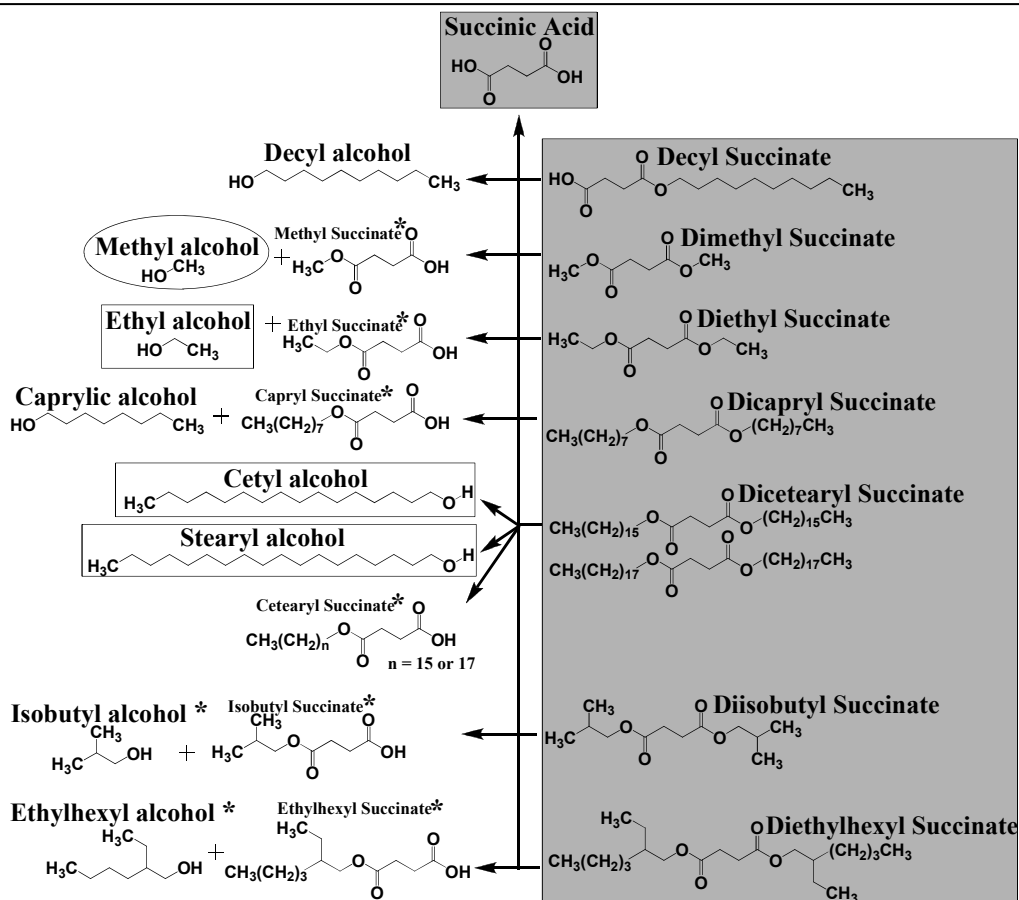 Succinic Acid
O
HO
OH
O
Decyl alcohol
HO
CH3
Decyl Succinate
O
HO
O
O
CH3
Methyl alcohol
HO
CH3
+
Methyl Succinate*
O
H3C
O
OH
O
Dimethyl Succinate
O
H3C
O
O
CH3
O
Ethyl alcohol
HO
CH3
+
Ethyl Succinate*
O
H3C
O
OH
O
Diethyl Succinate
O
H3C
O
O
CH3
O
Caprylic alcohol
HO
CH3
+
Capryl Succinate*
O
CH3(CH2)7
O
OH
O
Dicapryl Succinate
O
CH3(CH2)7
O
O
(CH2)7CH3
O
Cetyl alcohol
H3C
O
H
Stearyl alcohol
H3C
O
H
Cetearyl Succinate*
O
CH3(CH2)n
O
OH
O
n = 15 or 17
Dicetearyl Succinate
O
CH3(CH2)15
O
O
(CH2)15CH3
O
O
CH3(CH2)17
O
O
(CH2)17CH3
O
Isobutyl alcohol *
CH3
H3C
OH
+
Isobutyl Succinate*
CH3
O
H3C
O
OH
O
Diisobutyl Succinate
CH3
O
H3C
O
O
CH3
O
CH3
Ethylhexyl alcohol *
H3C
H3C
OH
+
Ethylhexyl Succinate*
H3C
O
CH3(CH2)3
O
OH
O
Diethylhexyl Succinate
H3C
O
CH3(CH2)3
O
O
(CH2)3CH3
O
CH3